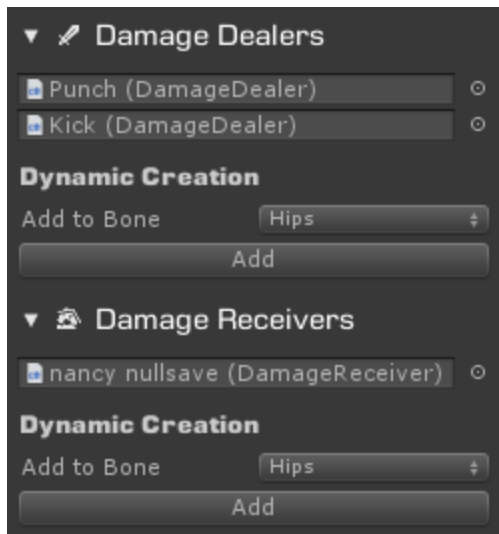 Damage Dealers
Punch (DamageDealer)
Kick (DamageDealer)
Dynamic Creation
Add to Bone Hips
Add
Damage Receivers
nancy nullsave (DamageReceiver)
Dynamic Creation
Add to Bone Hips
Add